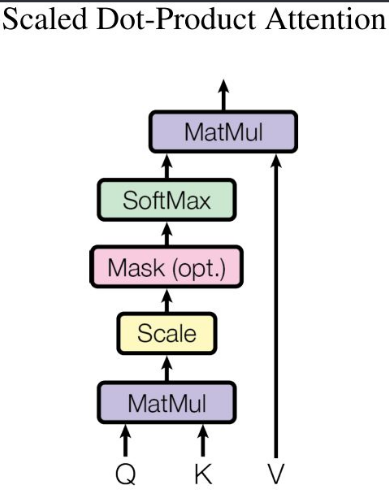 Scaled Dot-Product Attention
MatMul
SoftMax
Mask (opt.)
Scale
MatMul
Q K V